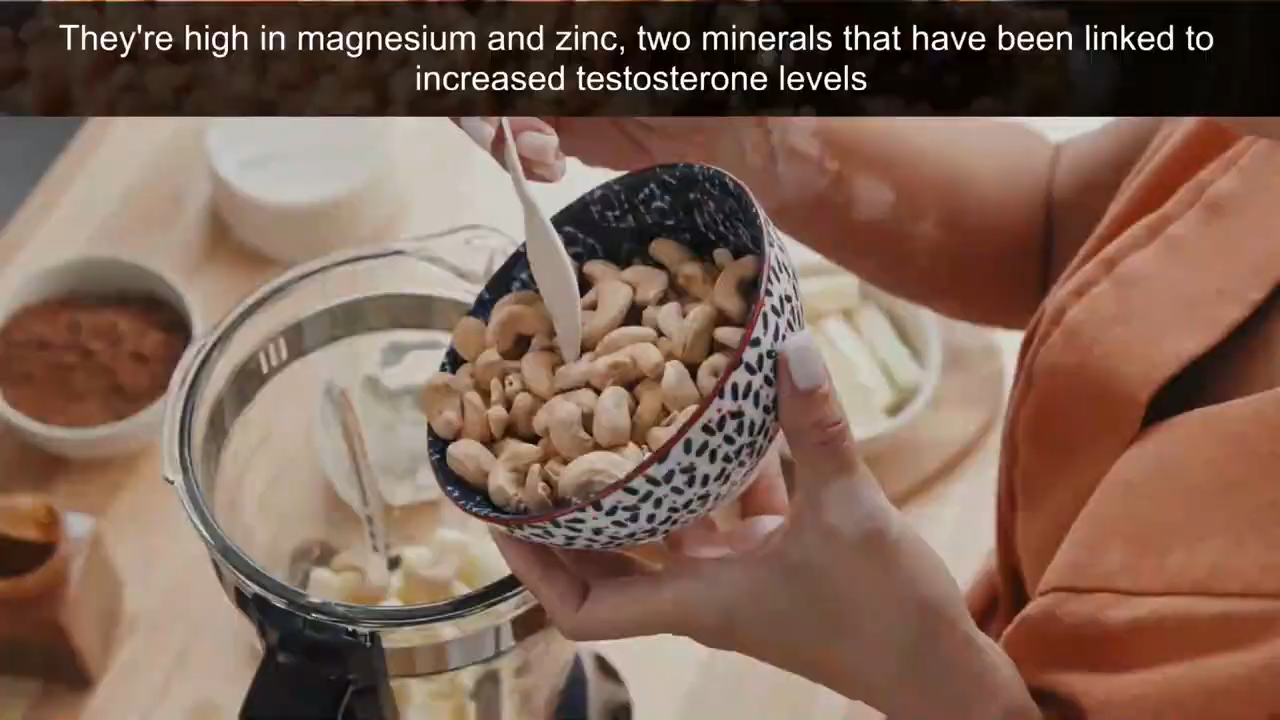 They're high in magnesium and zinc, two minerals that have been linked to
increased testosterone levels